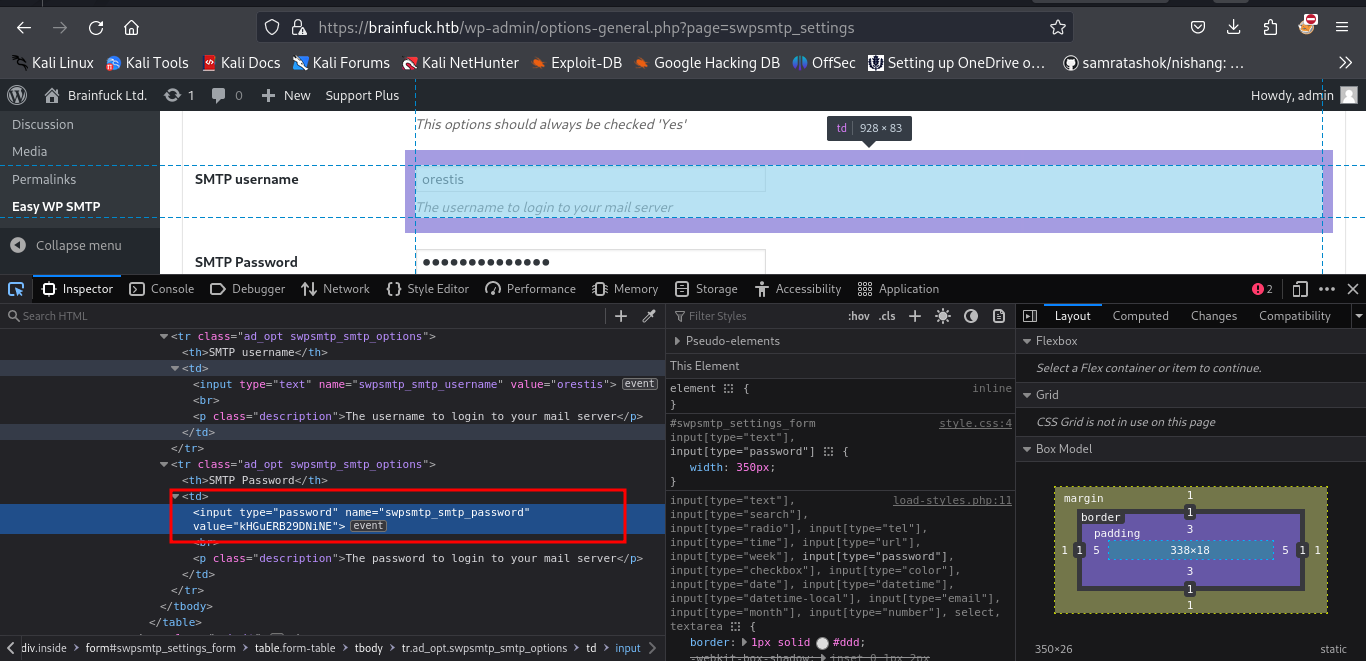 https://brainfuck.htb/wp-admin/options-general.php?page=swpsmtp_settings
Kali Linux Kali Tools Kali Docs Kali Forums Kali NetHunter Exploit-DB Google Hacking DB OffSec Setting up OneDrive o… samratashok/nishang: …
Brainfuck Ltd. 1 0 New Support Plus Howdy, admin
Discussion
Media
Permalinks
Easy WP SMTP
Collapse menu
This options should always be checked 'Yes'
td 928 × 83
SMTP username orestis
The username to login to your mail server
SMTP Password ••••••••••••••
Inspector Console Debugger Network Style Editor Performance Memory Storage Accessibility Application 2
Search HTML
<tr class="ad_opt swpsmtp_smtp_options">
<th>SMTP username</th>
<td>
<input type="text" name="swpsmtp_smtp_username" value="orestis"> event
<br>
<p class="description">The username to login to your mail server</p>
</td>
</tr>
<tr class="ad_opt swpsmtp_smtp_options">
<th>SMTP Password</th>
<td>
<input type="password" name="swpsmtp_smtp_password"
value="kHGuERB29DNiNE"> event
<br>
<p class="description">The password to login to your mail server</p>
</td>
</tr>
</tbody>
</table>
div.inside form#swpsmtp_settings_form table.form-table tbody tr.ad_opt.swpsmtp_smtp_options td input
Filter Styles :hov .cls
Pseudo-elements
This Element
element { inline
}
#swpsmtp_settings_form style.css:4
input[type="text"],
input[type="password"] {
width: 350px;
}
input[type="text"], load-styles.php:11
input[type="search"],
input[type="radio"], input[type="tel"],
input[type="time"], input[type="url"],
input[type="week"], input[type="password"],
input[type="checkbox"], input[type="color"],
input[type="date"], input[type="datetime"],
input[type="datetime-local"], input[type="email"],
input[type="month"], input[type="number"], select,
textarea {
border: 1px solid #ddd;
-webkit-box-shadow: inset 0 1px 2px
Layout Computed Changes Compatibility
Flexbox
Select a Flex container or item to continue.
Grid
CSS Grid is not in use on this page
Box Model
margin 1
border 1
padding 3
1 1 5 338×18 5 1 1
3
1
1
350×26 static